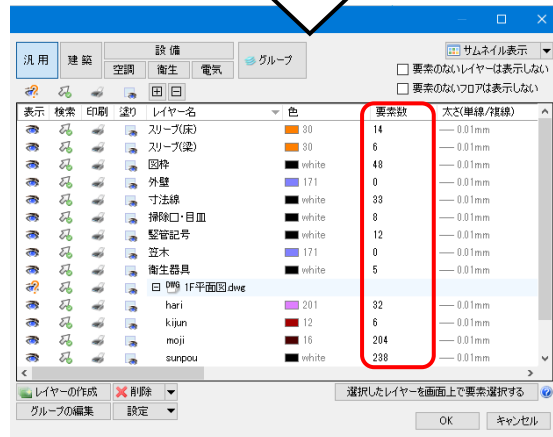 設備
サムネイル表示
汎用 建築 空調 衛生 電気 グループ
要素のないレイヤーは表示しない
要素のないフロアは表示しない
表示 検索 印刷 塗り レイヤー名 色 要素数 太さ(単線/複線)
スリーブ(床) 30 14 0.01mm
スリーブ(梁) 30 6 0.01mm
図枠 white 48 0.01mm
外壁 171 0 0.01mm
寸法線 white 33 0.01mm
掃除口・目皿 white 8 0.01mm
竪管記号 white 12 0.01mm
笠木 171 0 0.01mm
衛生器具 white 5 0.01mm
DWG 1F平面図.dwg
hari 201 32 0.01mm
kijun 12 6 0.01mm
moji 16 204 0.01mm
sunpou white 238 0.01mm
レイヤーの作成 削除 選択したレイヤーを図面上で要素選択する
グループの編集 設定
OK キャンセル